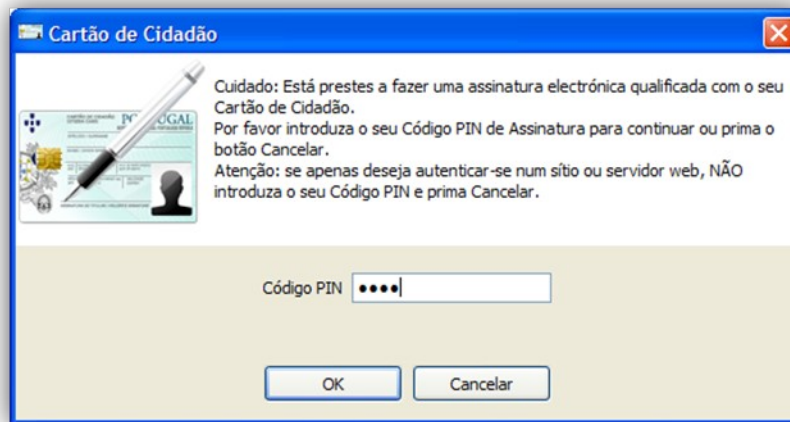 Cartão de Cidadão
Cuidado: Está prestes a fazer uma assinatura electrónica qualificada com o seu
Cartão de Cidadão.
Por favor introduza o seu Código PIN de Assinatura para continuar ou prima o
botão Cancelar.
Atenção: se apenas deseja autenticar-se num sítio ou servidor web, NÃO
introduza o seu Código PIN e prima Cancelar.
Código PIN ••••
OK Cancelar